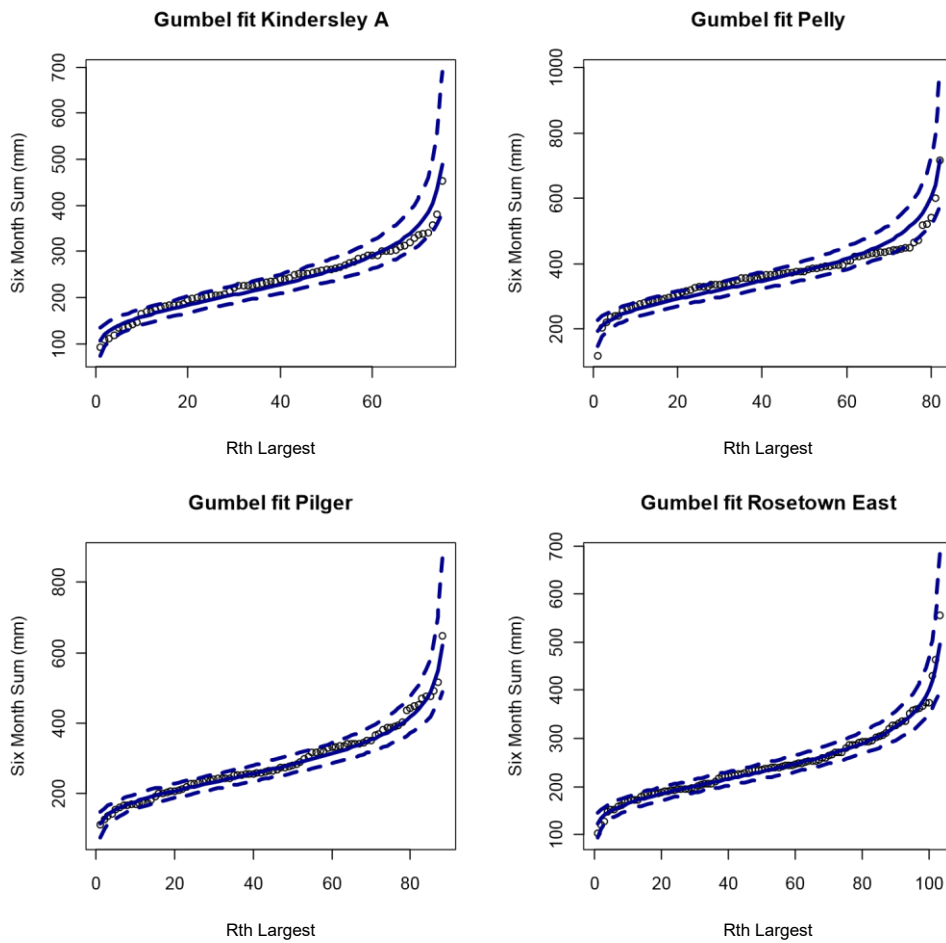 Gumbel fit Kindersley A
Six Month Sum (mm)
700
600
500
400
300
200
100
0 20 40 60
Rth Largest
Gumbel fit Pelly
Six Month Sum (mm)
1000
800
600
400
200
0 20 40 60 80
Rth Largest
Gumbel fit Pilger
Six Month Sum (mm)
800
600
400
200
0 20 40 60 80
Rth Largest
Gumbel fit Rosetown East
Six Month Sum (mm)
700
600
500
400
300
200
100
0 20 40 60 80 100
Rth Largest